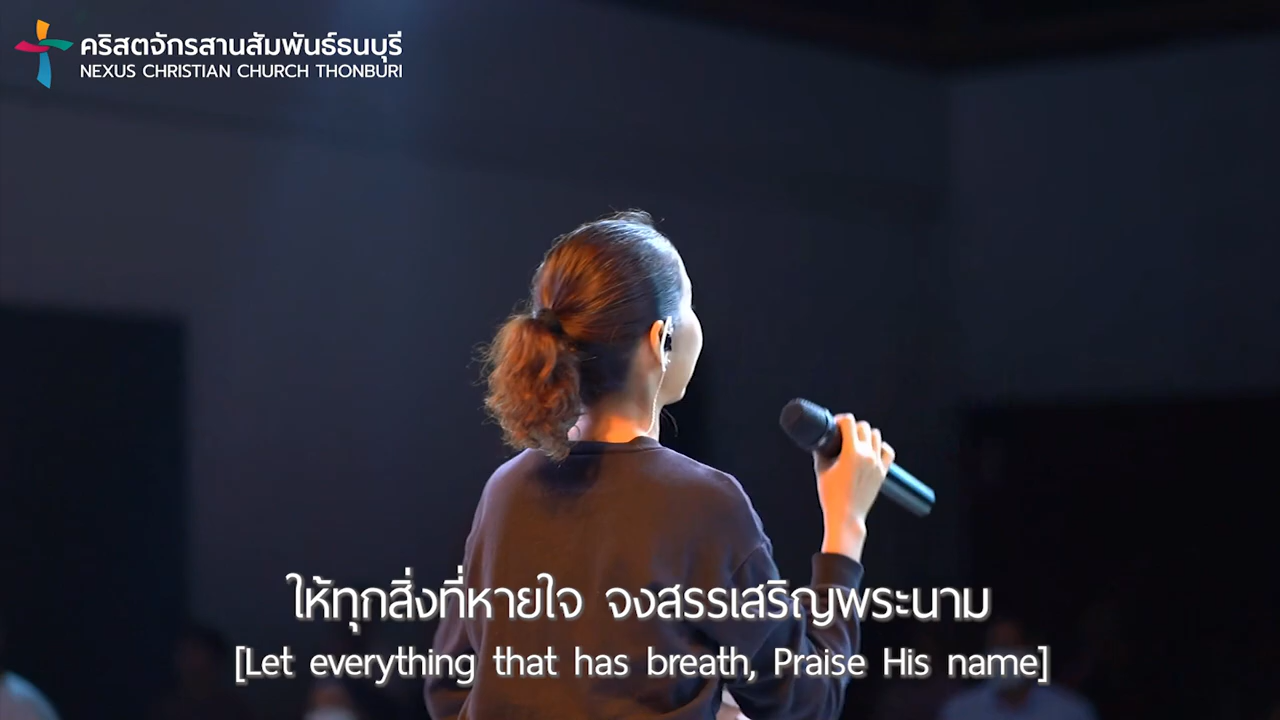 คริสตจักรสานสัมพันธ์ธนบุรี
NEXUS CHRISTIAN CHURCH THONBURI
ให้ทุกสิ่งที่หายใจ จงสรรเสริญพระนาม
[Let everything that has breath, Praise His name]